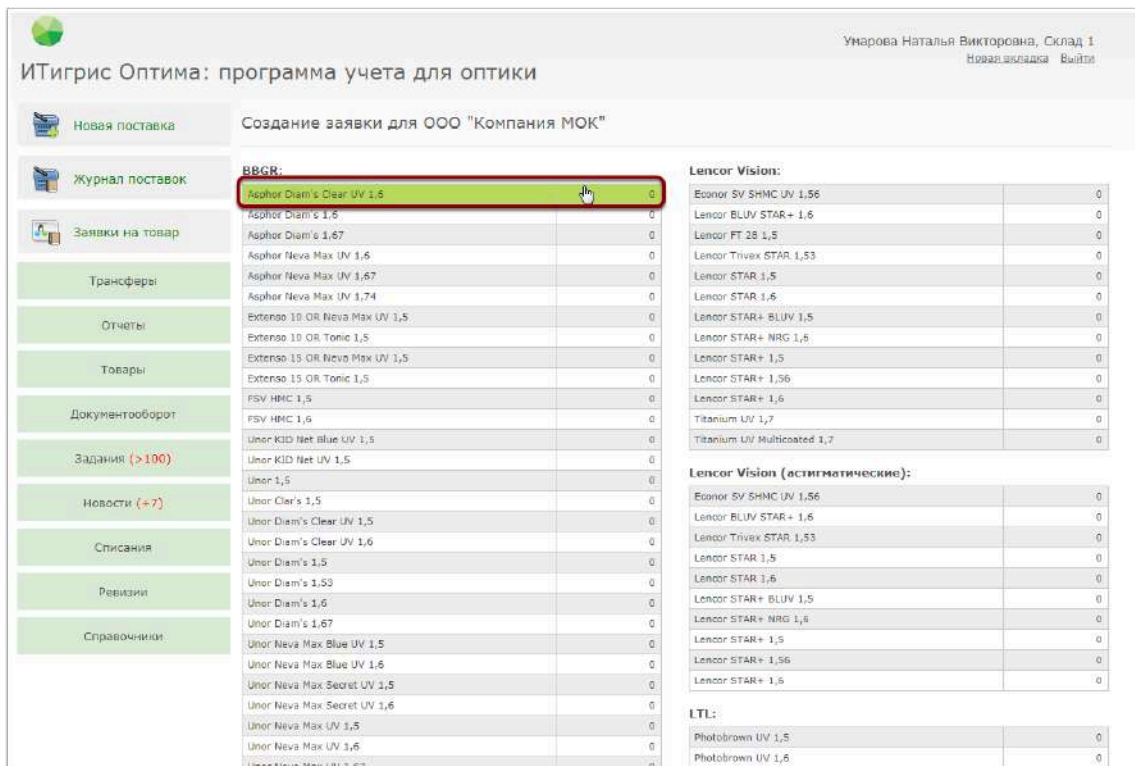 Умарова Наталья Викторовна, Склад 1
Новая вкладка Выйти
ИТигрис Оптима: программа учета для оптики
Новая поставка
Журнал поставок
Заявки на товар
Трансферы
Отчеты
Товары
Документооборот
Задания (>100)
Новости (+7)
Списания
Ревизии
Справочники
Создание заявки для ООО "Компания МОК"
BBGR:
Asphor Diam's Clear UV 1,6 0
Asphor Diam's 1,6 0
Asphor Diam's 1,67 0
Asphor Neva Max UV 1,6 0
Asphor Neva Max UV 1,67 0
Asphor Neva Max UV 1,74 0
Extenso 10 OR Neva Max UV 1,5 0
Extenso 10 OR Tonic 1,5 0
Extenso 15 OR Neva Max UV 1,5 0
Extenso 15 OR Tonic 1,5 0
FSV HMC 1,5 0
FSV HMC 1,6 0
Unor KID Net Blue UV 1,5 0
Unor KID Net UV 1,5 0
Unor 1,5 0
Unor Clar's 1,5 0
Unor Diam's Clear UV 1,5 0
Unor Diam's Clear UV 1,6 0
Unor Diam's 1,5 0
Unor Diam's 1,53 0
Unor Diam's 1,6 0
Unor Diam's 1,67 0
Unor Neva Max Blue UV 1,5 0
Unor Neva Max Blue UV 1,6 0
Unor Neva Max Secret UV 1,5 0
Unor Neva Max Secret UV 1,6 0
Unor Neva Max UV 1,5 0
Unor Neva Max UV 1,6 0
Unor Neva Max UV 1,67 0
Lencor Vision:
Econor SV SHMC UV 1,56 0
Lencor BLUV STAR+ 1,6 0
Lencor FT 28 1,5 0
Lencor Trivex STAR 1,53 0
Lencor STAR 1,5 0
Lencor STAR 1,6 0
Lencor STAR+ BLUV 1,5 0
Lencor STAR+ NRG 1,6 0
Lencor STAR+ 1,5 0
Lencor STAR+ 1,56 0
Lencor STAR+ 1,6 0
Titanium UV 1,7 0
Titanium UV Multicoated 1,7 0
Lencor Vision (астигматические):
Econor SV SHMC UV 1,56 0
Lencor BLUV STAR+ 1,6 0
Lencor Trivex STAR 1,53 0
Lencor STAR 1,5 0
Lencor STAR 1,6 0
Lencor STAR+ BLUV 1,5 0
Lencor STAR+ NRG 1,6 0
Lencor STAR+ 1,5 0
Lencor STAR+ 1,56 0
Lencor STAR+ 1,6 0
LTL:
Photobrown UV 1,5 0
Photobrown UV 1,6 0